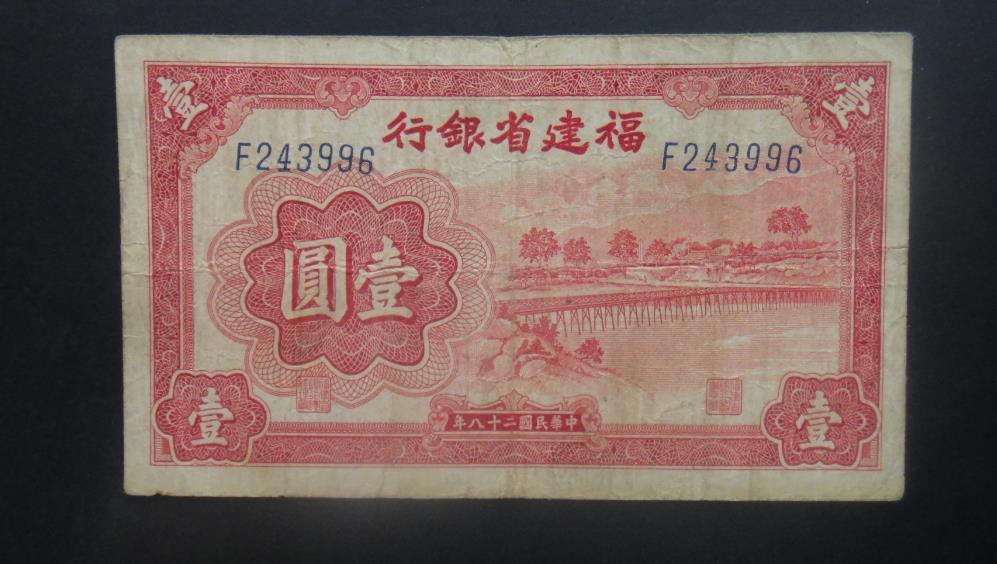 壹 壹
福建省銀行
F243996 F243996
壹圓
中華民國二十八年
壹 壹